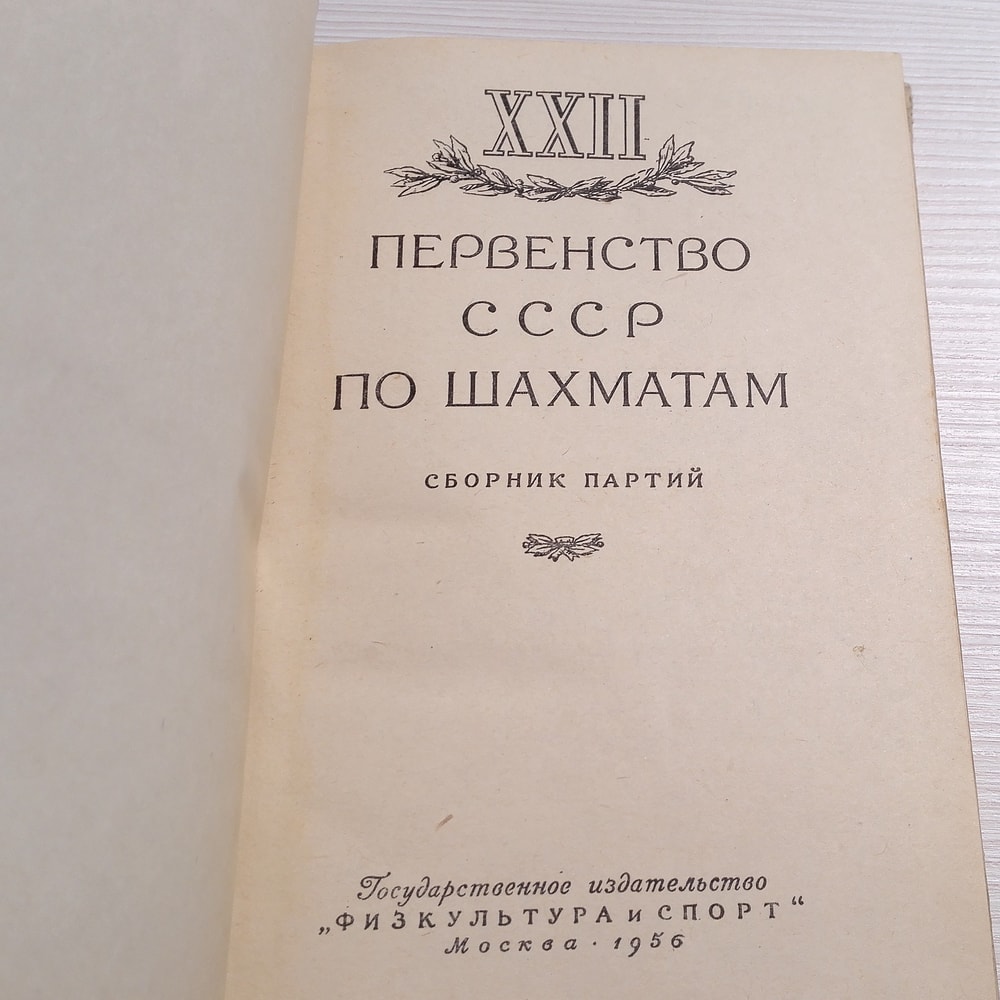 XXII
ПЕРВЕНСТВО
СССР
ПО ШАХМАТАМ
СБОРНИК ПАРТИЙ
Государственное издательство
„ФИЗКУЛЬТУРА и СПОРТ“
Москва · 1956